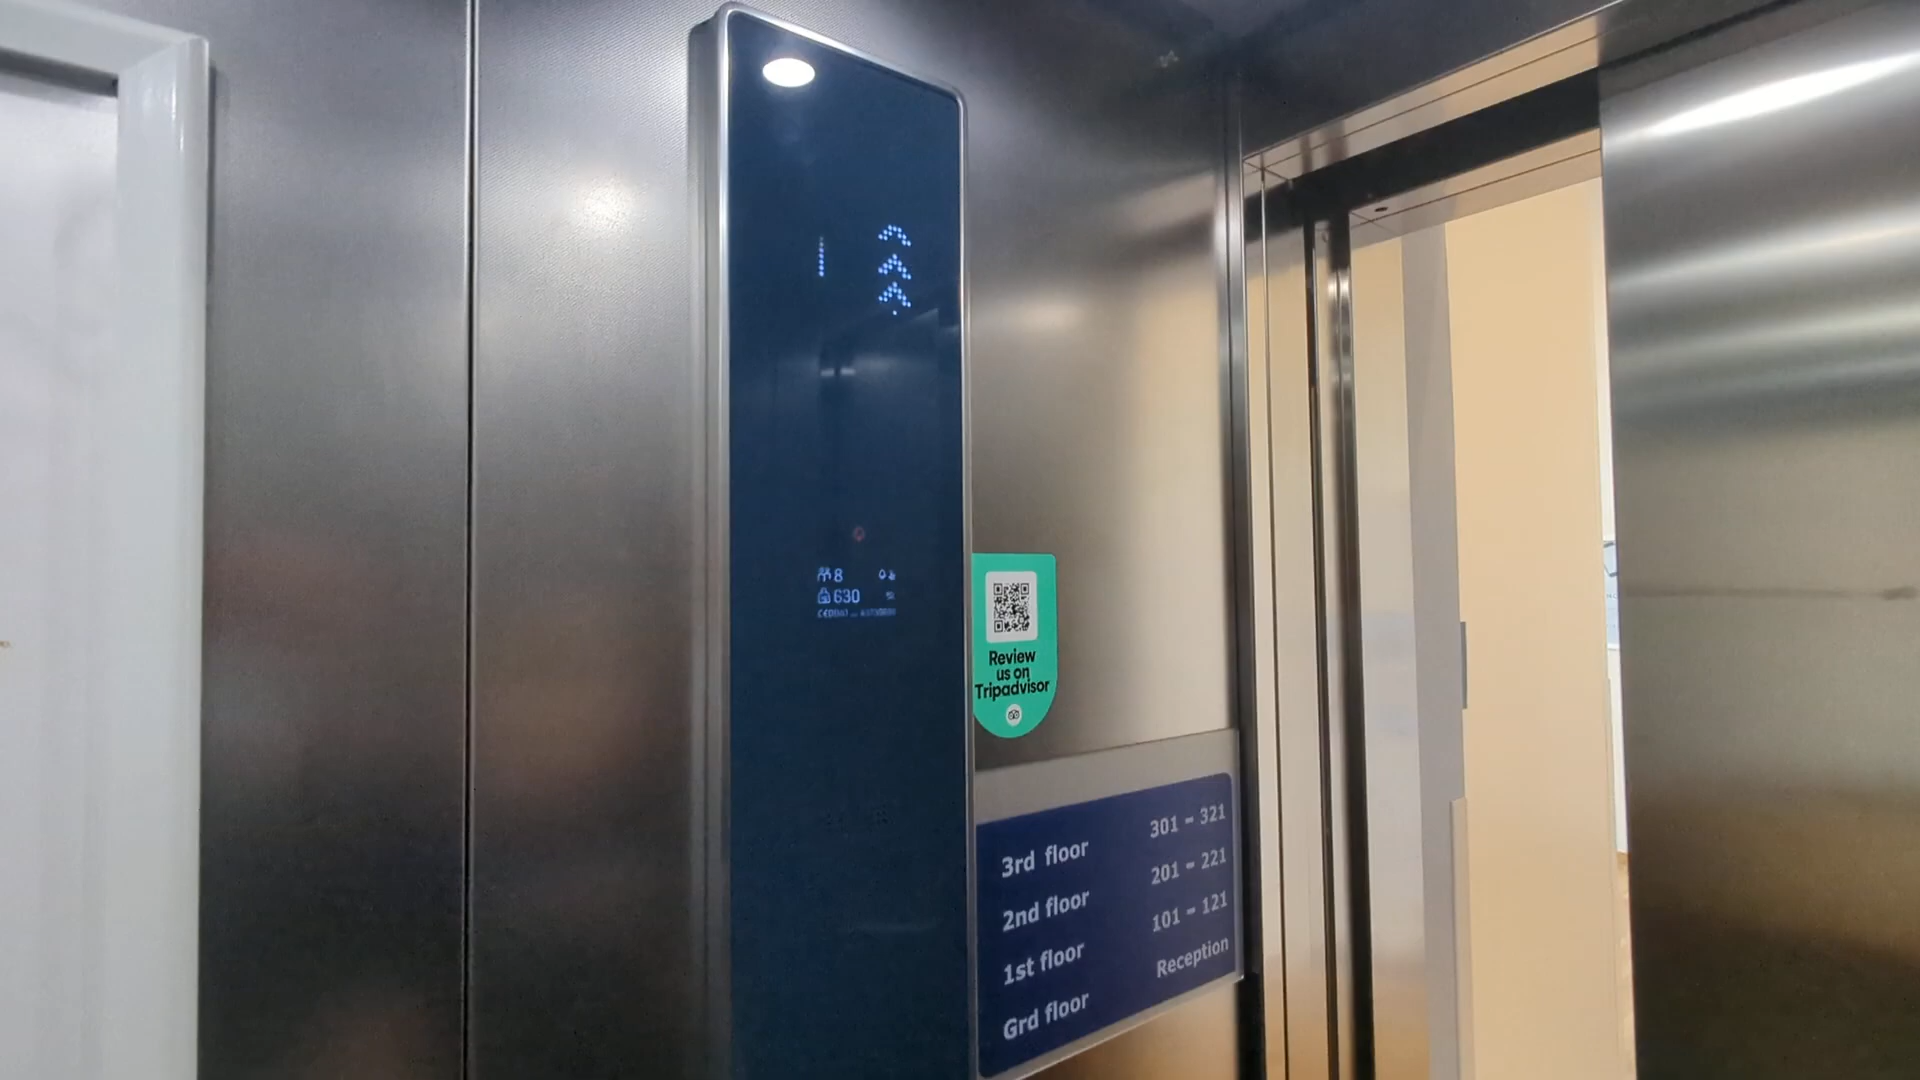 1
8
630
Review
us on
Tripadvisor
3rd floor 301 - 321
2nd floor 201 - 221
1st floor 101 - 121
Grd floor Reception